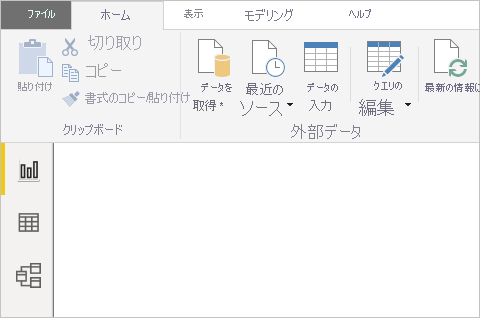 ファイル
ホーム
表示
モデリング
ヘルプ
貼り付け
切り取り
コピー
書式のコピー/貼り付け
クリップボード
データを
取得
最近の
ソース
データの
入力
クエリの
編集
最新の情報に
外部データ